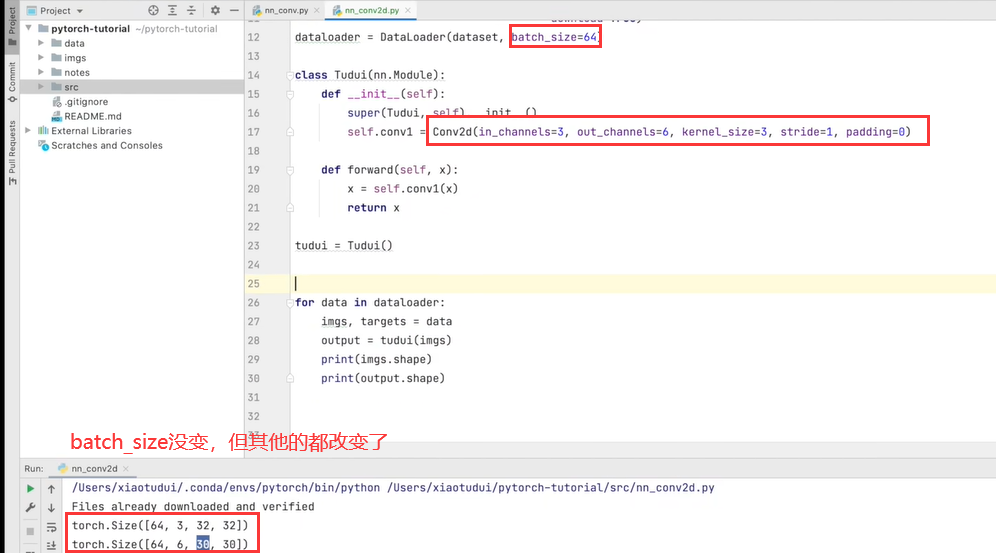 Project
nn_conv.py
nn_conv2d.py
pytorch-tutorial ~/pytorch-tutorial
data
imgs
notes
src
.gitignore
README.md
External Libraries
Scratches and Consoles
Project
Commit
Pull Requests
12 dataloader = DataLoader(dataset, batch_size=64)
13
14 class Tudui(nn.Module):
15 def __init__(self):
16 super(Tudui, self).__init__()
17 self.conv1 = Conv2d(in_channels=3, out_channels=6, kernel_size=3, stride=1, padding=0)
18
19 def forward(self, x):
20 x = self.conv1(x)
21 return x
22
23 tudui = Tudui()
24
25
26 for data in dataloader:
27 imgs, targets = data
28 output = tudui(imgs)
29 print(imgs.shape)
30 print(output.shape)
31
32
batch_size没变，但其他的都改变了
Run: nn_conv2d
/Users/xiaotudui/.conda/envs/pytorch/bin/python /Users/xiaotudui/pytorch-tutorial/src/nn_conv2d.py
Files already downloaded and verified
torch.Size([64, 3, 32, 32])
torch.Size([64, 6, 30, 30])